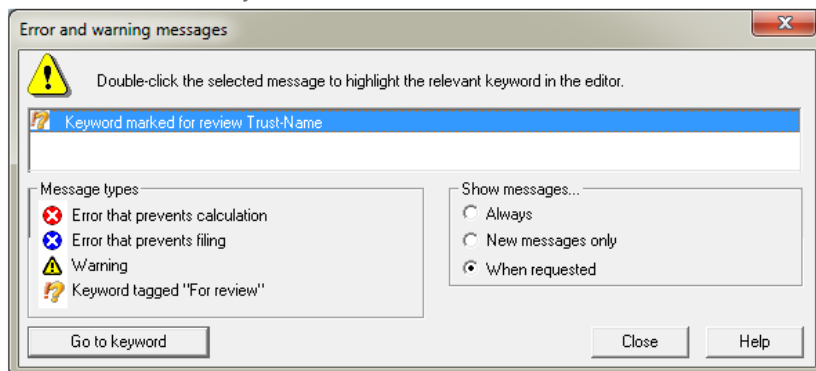 Error and warning messages
Double-click the selected message to highlight the relevant keyword in the editor.
Keyword marked for review Trust-Name
Message types
Error that prevents calculation
Error that prevents filing
Warning
Keyword tagged "For review"
Show messages...
Always
New messages only
When requested
Go to keyword
Close
Help